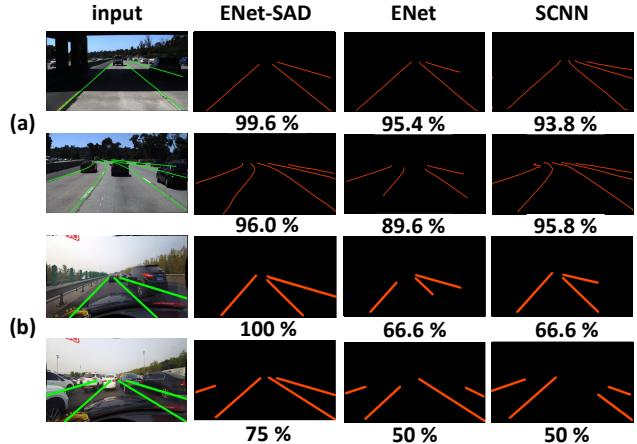 input ENet-SAD ENet SCNN
(a)
99.6 % 95.4 % 93.8 %
96.0 % 89.6 % 95.8 %
(b)
100 % 66.6 % 66.6 %
75 % 50 % 50 %